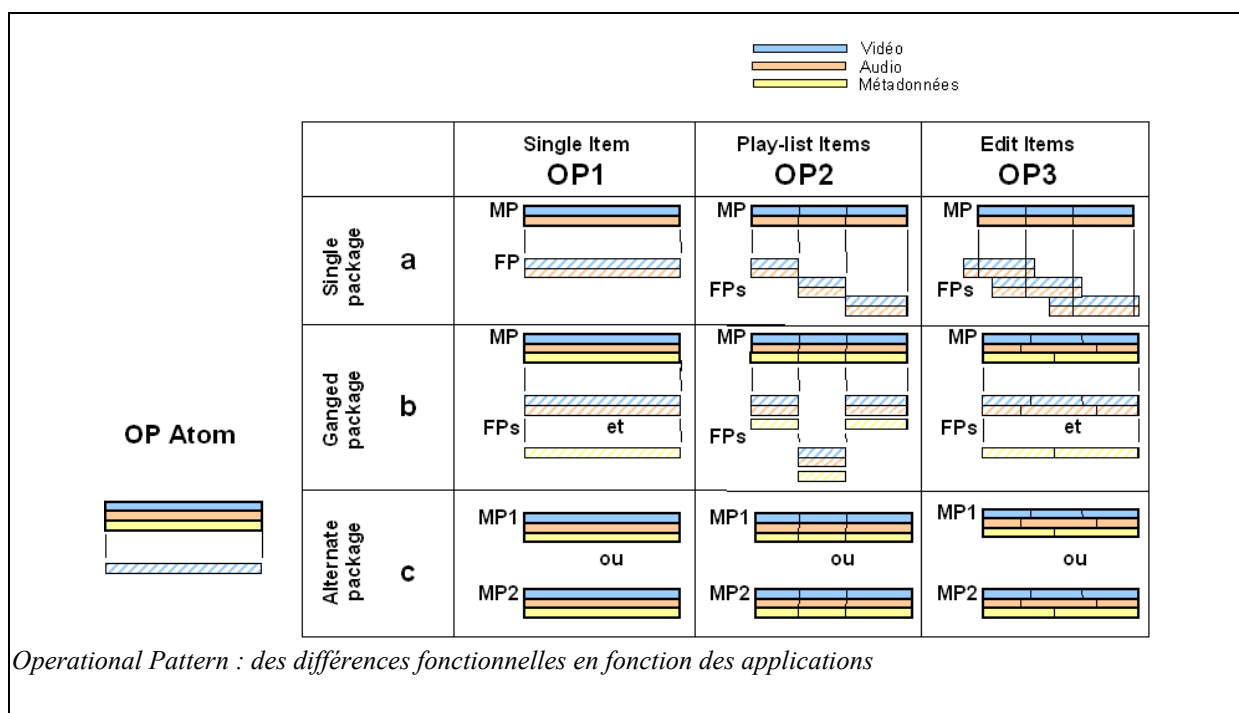 Vidéo
Audio
Métadonnées
Single Item
OP1
Play-list Items
OP2
Edit Items
OP3
Single
package
a
MP
FP
MP
FPs
MP
FPs
Ganged
package
b
MP
FPs
et
MP
FPs
MP
FPs
et
OP Atom
Alternate
package
c
MP1
ou
MP2
MP1
ou
MP2
MP1
ou
MP2
Operational Pattern : des différences fonctionnelles en fonction des applications